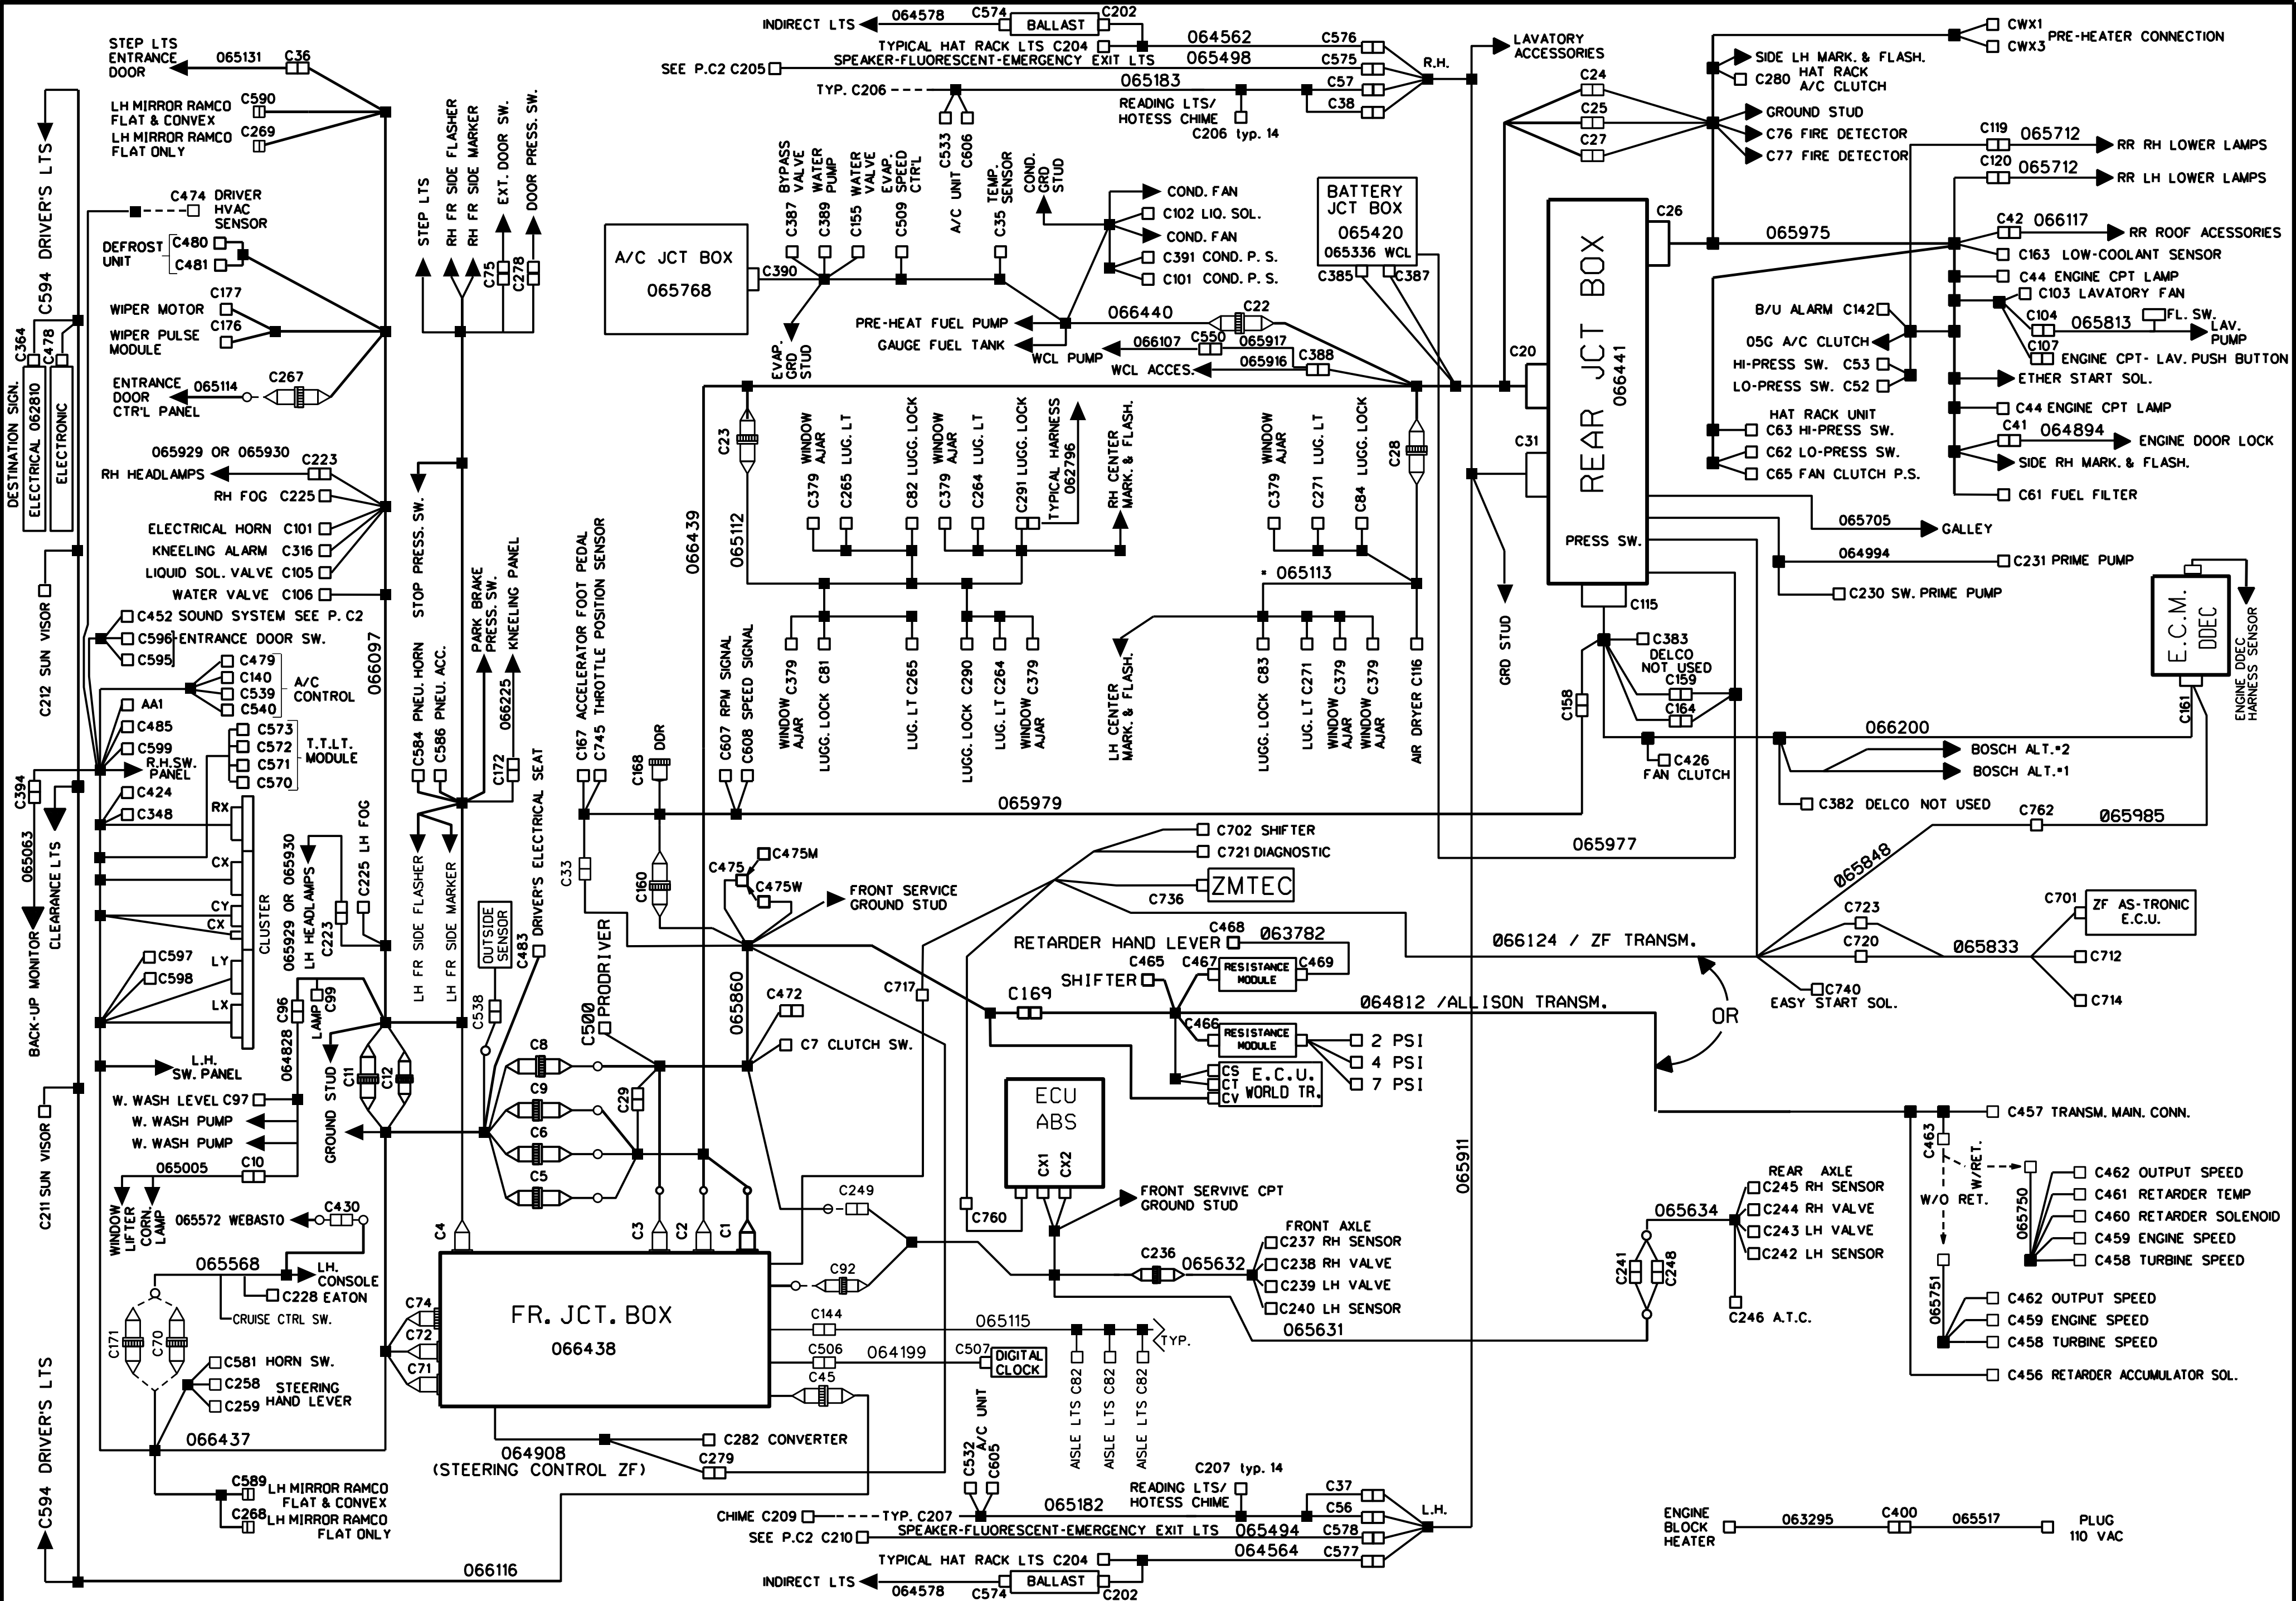 INDIRECT LTS
064578
C574
BALLAST
C202
TYPICAL HAT RACK LTS C204
064562
C576
SEE P.C2 C205
SPEAKER-FLUORESCENT-EMERGENCY EXIT LTS
065498
C575
R.H.
TYP. C206
065183
C57
READING LTS/
HOTESS CHIME
C38
C206 typ. 14
LAVATORY
ACCESSORIES
C533
C606
A/C UNIT
CWX1
CWX3
PRE-HEATER CONNECTION
SIDE LH MARK. & FLASH.
C280
HAT RACK
A/C CLUTCH
C24
C25
C27
GROUND STUD
C76 FIRE DETECTOR
C77 FIRE DETECTOR
C119
065712
RR RH LOWER LAMPS
C120
065712
RR LH LOWER LAMPS
C42
066117
RR ROOF ACESSORIES
C163 LOW-COOLANT SENSOR
C44 ENGINE CPT LAMP
C103 LAVATORY FAN
C104
065813
FL. SW.
LAV.
PUMP
C107
ENGINE CPT- LAV. PUSH BUTTON
ETHER START SOL.
C44 ENGINE CPT LAMP
C41
064894
ENGINE DOOR LOCK
SIDE RH MARK. & FLASH.
C61 FUEL FILTER
065975
C26
B/U ALARM C142
05G A/C CLUTCH
HI-PRESS SW. C53
LO-PRESS SW. C52
HAT RACK UNIT
C63 HI-PRESS SW.
C62 LO-PRESS SW.
C65 FAN CLUTCH P.S.
STEP LTS
ENTRANCE
DOOR
065131
C36
LH MIRROR RAMCO
FLAT & CONVEX
C590
LH MIRROR RAMCO
FLAT ONLY
C269
C594 DRIVER'S LTS
C474 DRIVER
HVAC
SENSOR
DEFROST
UNIT
C480
C481
WIPER MOTOR
C177
WIPER PULSE
MODULE
C176
ENTRANCE
DOOR
CTR'L PANEL
065114
C267
DESTINATION SIGN.
C364
ELECTRICAL 062810
C478
ELECTRONIC
065929 OR 065930
C223
RH HEADLAMPS
RH FOG C225
ELECTRICAL HORN C101
KNEELING ALARM C316
LIQUID SOL. VALVE C105
WATER VALVE C106
C212 SUN VISOR
C452 SOUND SYSTEM SEE P. C2
C596
C595
ENTRANCE DOOR SW.
C479
C140
C539
C540
A/C
CONTROL
AA1
C485
C599
R.H.SW.
PANEL
C573
C572
C571
C570
T.T.LT.
MODULE
C424
C348
RX
CX
CY
CX
LY
LX
CLUSTER
C597
C598
066097
C394
065063
BACK-UP MONITOR
CLEARANCE LTS
065929 OR 065930
LH HEADLAMPS
C223
C225 LH FOG
C96
064828
LAMP C99
L.H.
SW. PANEL
GROUND STUD
C11
C12
W. WASH LEVEL C97
W. WASH PUMP
W. WASH PUMP
065005
C10
WINDOW
LIFTER
CORN.
LAMP
065572 WEBASTO
C430
C211 SUN VISOR
065568
LH.
CONSOLE
C228 EATON
CRUISE CTRL SW.
C171
C70
C581 HORN SW.
C258
C259
STEERING
HAND LEVER
066437
C589
LH MIRROR RAMCO
FLAT & CONVEX
C268
LH MIRROR RAMCO
FLAT ONLY
C594 DRIVER'S LTS
066116
STEP LTS
RH FR SIDE FLASHER
RH FR SIDE MARKER
EXT. DOOR SW.
C75
DOOR PRESS. SW.
C278
STOP PRESS. SW.
PARK BRAKE
PRESS. SW.
KNEELING PANEL
066225
C172
C584 PNEU. HORN
C586 PNEU. ACC.
LH FR SIDE FLASHER
LH FR SIDE MARKER
C483 DRIVER'S ELECTRICAL SEAT
OUTSIDE
SENSOR
C538
C8
C9
C6
C5
C500 PRODRIVER
C29
C4
C3
C2
C1
C74
C72
C71
FR. JCT. BOX
066438
C249
C92
C144
065115
C506
064199
C507
DIGITAL
CLOCK
C45
AISLE LTS C82
AISLE LTS C82
AISLE LTS C82
TYP.
064908
(STEERING CONTROL ZF)
C282 CONVERTER
C279
A/C JCT BOX
065768
C390
C387
BYPASS
VALVE
C389
WATER
PUMP
C155
WATER
VALVE
C509
EVAP.
SPEED
CTR'L
C35
TEMP.
SENSOR
COND.
GRD
STUD
EVAP.
GRD
STUD
COND. FAN
C102 LIQ. SOL.
COND. FAN
C391 COND. P. S.
C101 COND. P. S.
BATTERY
JCT BOX
065420
065336 WCL
C385
C387
PRE-HEAT FUEL PUMP
066440
C22
GAUGE FUEL TANK
WCL PUMP
066107
C550
065917
WCL ACCES.
065916
C388
C20
C31
REAR JCT BOX
066441
PRESS SW.
C115
066439
C23
065112
WINDOW
AJAR
C379
C265 LUG. LT
C82 LUGG. LOCK
WINDOW
AJAR
C379
C264 LUG. LT
C291 LUGG. LOCK
TYPICAL HARNESS
062796
RH CENTER
MARK. & FLASH.
WINDOW
AJAR
C379
C271 LUG. LT
C84 LUGG. LOCK
C28
* 065113
WINDOW C379
AJAR
LUGG. LOCK C81
LUG. LT C265
LUGG. LOCK C290
LUG. LT C264
WINDOW C379
AJAR
LH CENTER
MARK. & FLASH.
LUGG. LOCK C83
LUG. LT C271
WINDOW C379
AJAR
WINDOW C379
AJAR
AIR DRYER C116
GRD STUD
065705
GALLEY
064994
C231 PRIME PUMP
C230 SW. PRIME PUMP
E.C.M.
DDEC
ENGINE DDEC
HARNESS SENSOR
C161
C383
DELCO
NOT USED
C159
C164
C158
066200
BOSCH ALT.*2
BOSCH ALT.*1
C426
FAN CLUTCH
C382 DELCO NOT USED
C762
065985
065977
C167 ACCELERATOR FOOT PEDAL
C745 THROTTLE POSITION SENSOR
C168
DDR
C607 RPM SIGNAL
C608 SPEED SIGNAL
065979
C33
C160
C475
C475M
C475W
FRONT SERVICE
GROUND STUD
C702 SHIFTER
C721 DIAGNOSTIC
ZMTEC
C736
065848
C723
C720
065833
C701
ZF AS-TRONIC
E.C.U.
C712
C714
C740
EASY START SOL.
066124 / ZF TRANSM.
RETARDER HAND LEVER
C468
063782
C467
RESISTANCE
MODULE
C469
SHIFTER
C465
064812 /ALLISON TRANSM.
OR
C169
C466
RESISTANCE
MODULE
2 PSI
4 PSI
7 PSI
CS
CT
CV
E.C.U.
WORLD TR.
065860
C472
C7 CLUTCH SW.
C717
ECU
ABS
CX1
CX2
C760
FRONT SERVIVE CPT
GROUND STUD
C236
065632
FRONT AXLE
C237 RH SENSOR
C238 RH VALVE
C239 LH VALVE
C240 LH SENSOR
065631
065911
C241
C248
065634
REAR AXLE
C245 RH SENSOR
C244 RH VALVE
C243 LH VALVE
C242 LH SENSOR
C246 A.T.C.
C457 TRANSM. MAIN. CONN.
C463
W/RET.
W/O RET.
065750
C462 OUTPUT SPEED
C461 RETARDER TEMP
C460 RETARDER SOLENOID
C459 ENGINE SPEED
C458 TURBINE SPEED
065751
C462 OUTPUT SPEED
C459 ENGINE SPEED
C458 TURBINE SPEED
C456 RETARDER ACCUMULATOR SOL.
C532
A/C UNIT
C605
C207 typ. 14
READING LTS/
HOTESS CHIME
CHIME C209
TYP. C207
065182
C37
C56
L.H.
SEE P.C2 C210
SPEAKER-FLUORESCENT-EMERGENCY EXIT LTS
065494
C578
TYPICAL HAT RACK LTS C204
064564
C577
INDIRECT LTS
064578
C574
BALLAST
C202
ENGINE
BLOCK
HEATER
063295
C400
065517
PLUG
110 VAC